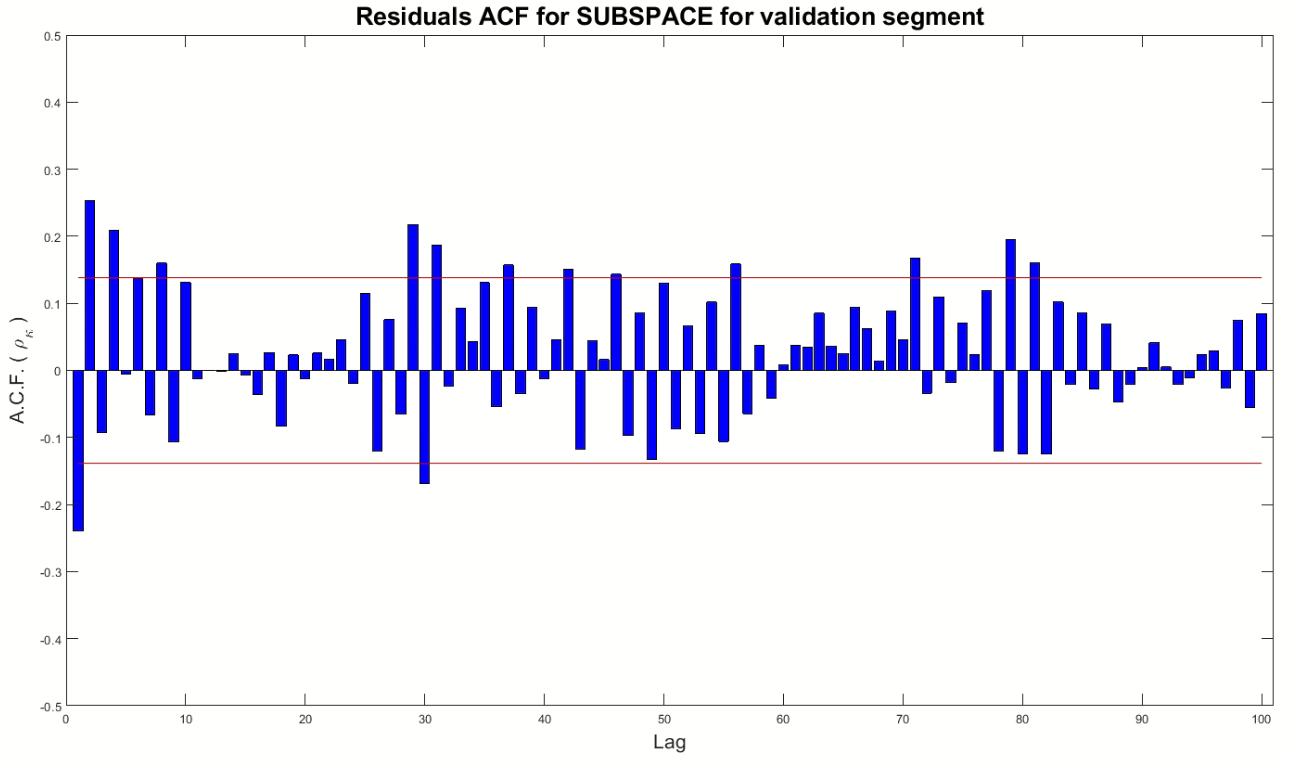 Residuals ACF for SUBSPACE for validation segment
0.5
0.4
0.3
0.2
0.1
0
-0.1
-0.2
-0.3
-0.4
-0.5
A.C.F. ( ρκ )
0 10 20 30 40 50 60 70 80 90 100
Lag